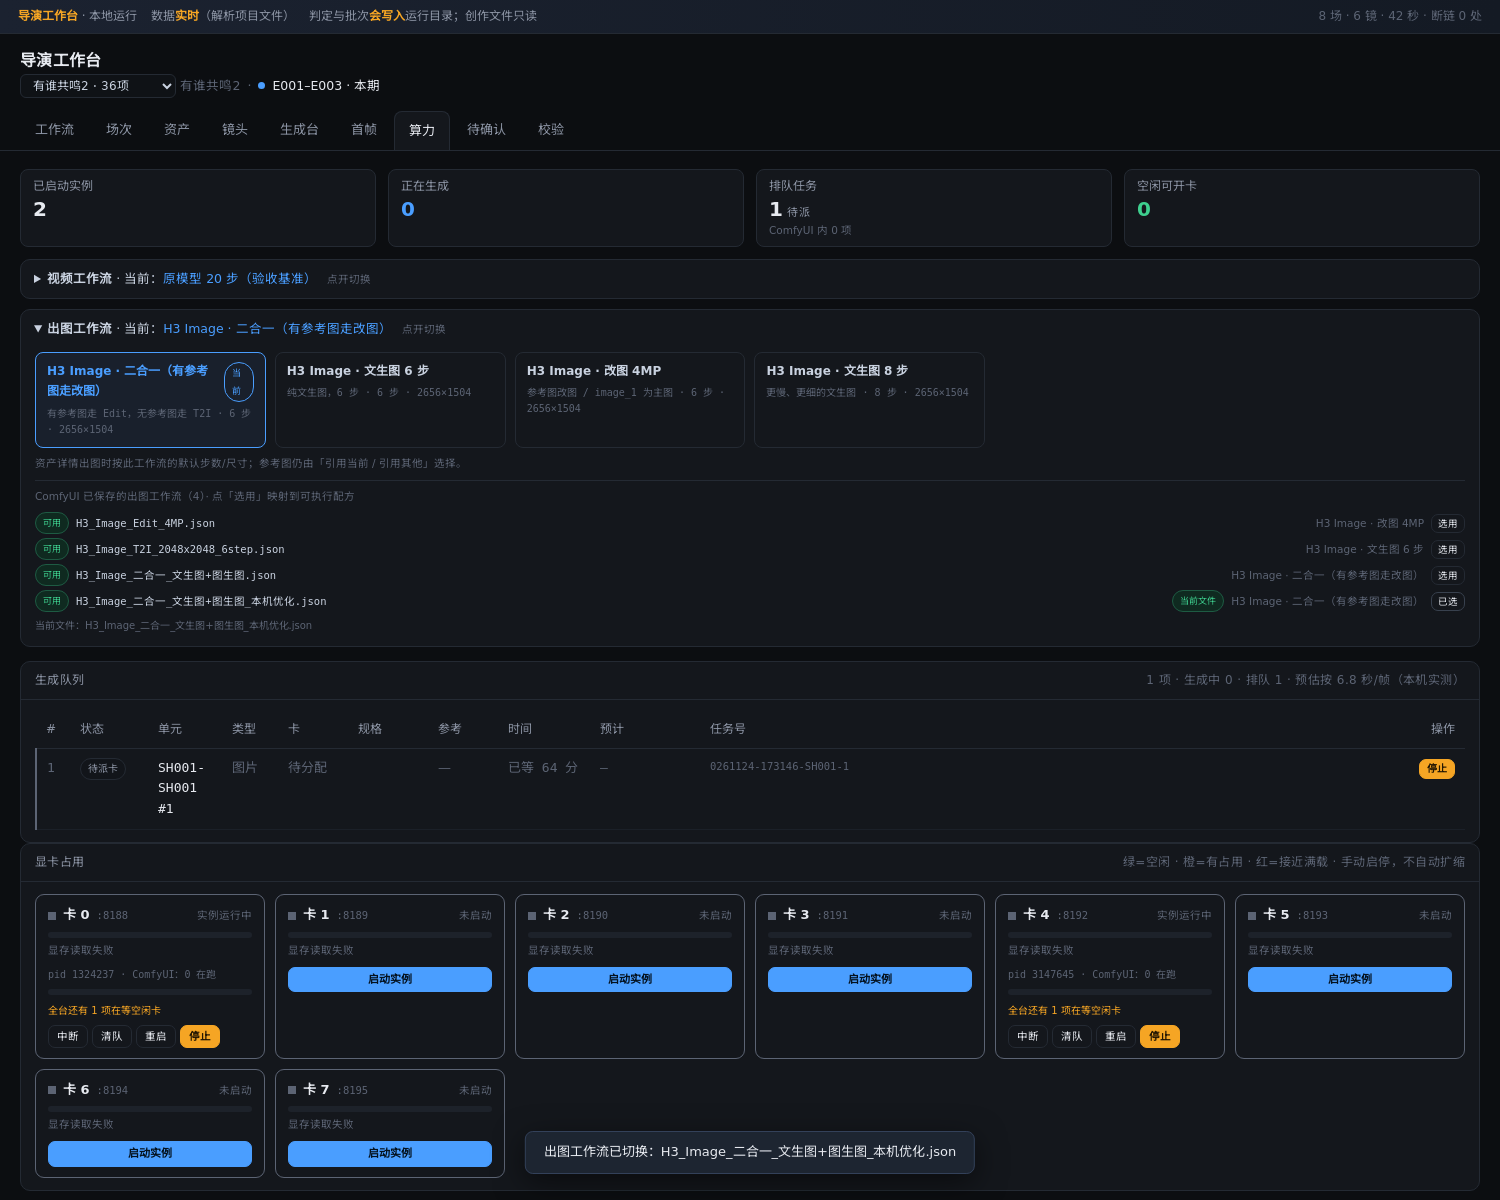 导演工作台 · 本地运行 数据实时（解析项目文件） 判定与批次会写入运行目录；创作文件只读 8 场 · 6 镜 · 42 秒 · 断链 0 处
导演工作台
有谁共鸣2 · 36项 有谁共鸣2 · E001–E003 · 本期
工作流 场次 资产 镜头 生成台 首帧 算力 待确认 校验
已启动实例 正在生成 排队任务 空闲可开卡
2 0 1 待派 0
ComfyUI 内 0 项
视频工作流 · 当前：原模型 20 步（验收基准） 点开切换
出图工作流 · 当前：H3 Image · 二合一（有参考图走改图） 点开切换
H3 Image · 二合一（有参考图走改图） 当前
有参考图走 Edit，无参考图走 T2I · 6 步 · 2656×1504
H3 Image · 文生图 6 步
纯文生图，6 步 · 6 步 · 2656×1504
H3 Image · 改图 4MP
参考图改图 / image_1 为主图 · 6 步 · 2656×1504
H3 Image · 文生图 8 步
更慢、更细的文生图 · 8 步 · 2656×1504
资产详情出图时按此工作流的默认步数/尺寸；参考图仍由「引用当前 / 引用其他」选择。
ComfyUI 已保存的出图工作流（4）· 点「选用」映射到可执行配方
可用 H3_Image_Edit_4MP.json H3 Image · 改图 4MP 选用
可用 H3_Image_T2I_2048x2048_6step.json H3 Image · 文生图 6 步 选用
可用 H3_Image_二合一_文生图+图生图.json H3 Image · 二合一（有参考图走改图） 选用
可用 H3_Image_二合一_文生图+图生图_本机优化.json 当前文件 H3 Image · 二合一（有参考图走改图） 已选
当前文件：H3_Image_二合一_文生图+图生图_本机优化.json
生成队列 1 项 · 生成中 0 · 排队 1 · 预估按 6.8 秒/帧（本机实测）
# 状态 单元 类型 卡 规格 参考 时间 预计 任务号 操作
1 待派卡 SH001-SH001 #1 图片 待分配 — 已等 64 分 — 0261124-173146-SH001-1 停止
显卡占用 绿=空闲 · 橙=有占用 · 红=接近满载 · 手动启停，不自动扩缩
卡 0 :8188 实例运行中
显存读取失败
pid 1324237 · ComfyUI：0 在跑
全台还有 1 项在等空闲卡
中断 清队 重启 停止
卡 1 :8189 未启动
显存读取失败
启动实例
卡 2 :8190 未启动
显存读取失败
启动实例
卡 3 :8191 未启动
显存读取失败
启动实例
卡 4 :8192 实例运行中
显存读取失败
pid 3147645 · ComfyUI：0 在跑
全台还有 1 项在等空闲卡
中断 清队 重启 停止
卡 5 :8193 未启动
显存读取失败
启动实例
卡 6 :8194 未启动
显存读取失败
启动实例
卡 7 :8195 未启动
显存读取失败
启动实例
出图工作流已切换：H3_Image_二合一_文生图+图生图_本机优化.json